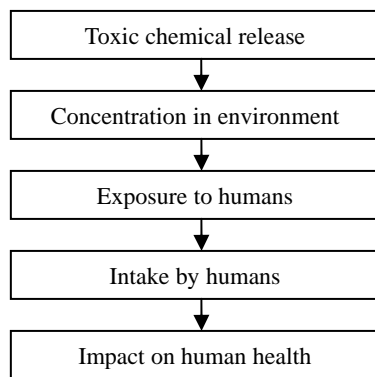 Toxic chemical release
Concentration in environment
Exposure to humans
Intake by humans
Impact on human health